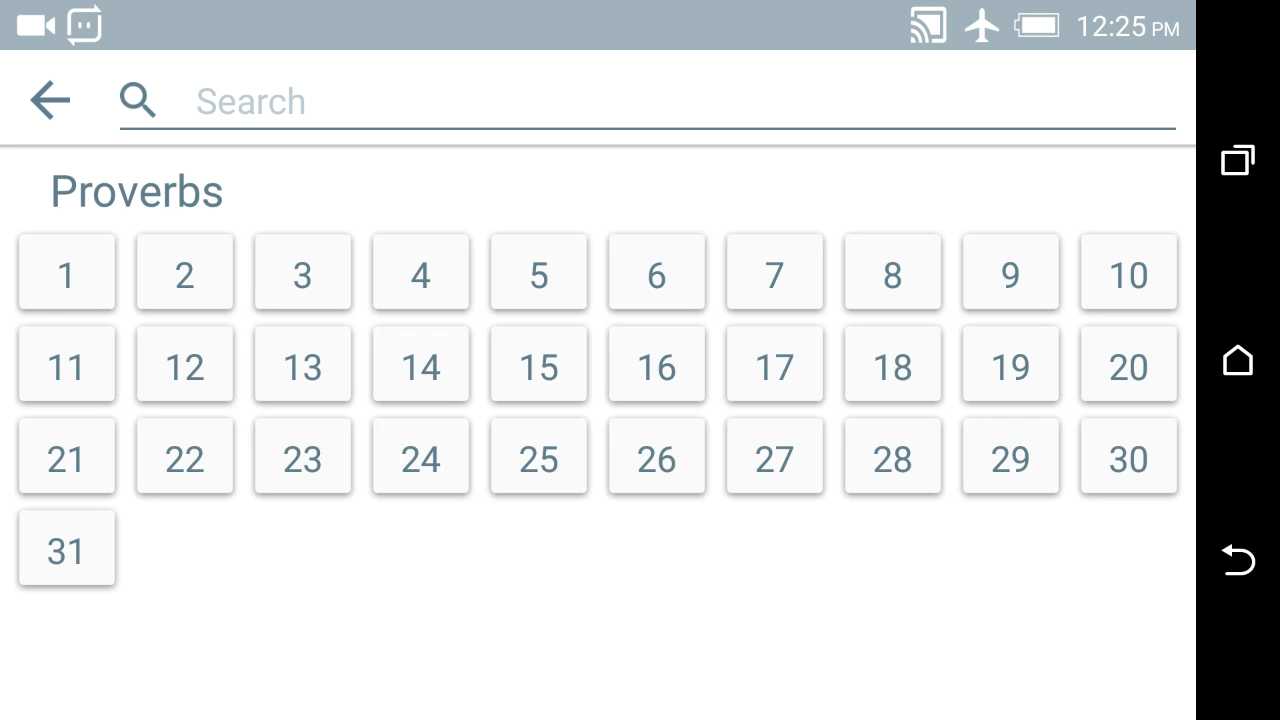 12:25 PM
Search
Proverbs
1 2 3 4 5 6 7 8 9 10
11 12 13 14 15 16 17 18 19 20
21 22 23 24 25 26 27 28 29 30
31